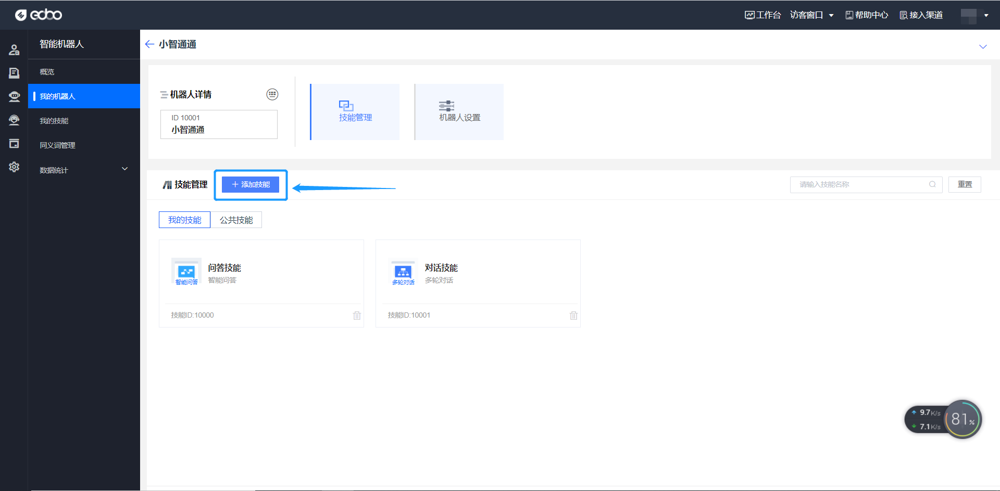 edbo
工作台
访客窗口
帮助中心
接入渠道
智能机器人
概览
我的机器人
我的技能
同义词管理
数据统计
小智通通
机器人详情
ID 10001
小智通通
技能管理
机器人设置
技能管理
添加技能
请输入技能名称
重置
我的技能
公共技能
智能问答
问答技能
智能问答
技能ID:10000
多轮对话
对话技能
多轮对话
技能ID:10001
9.7K/s
7.1K/s
81%